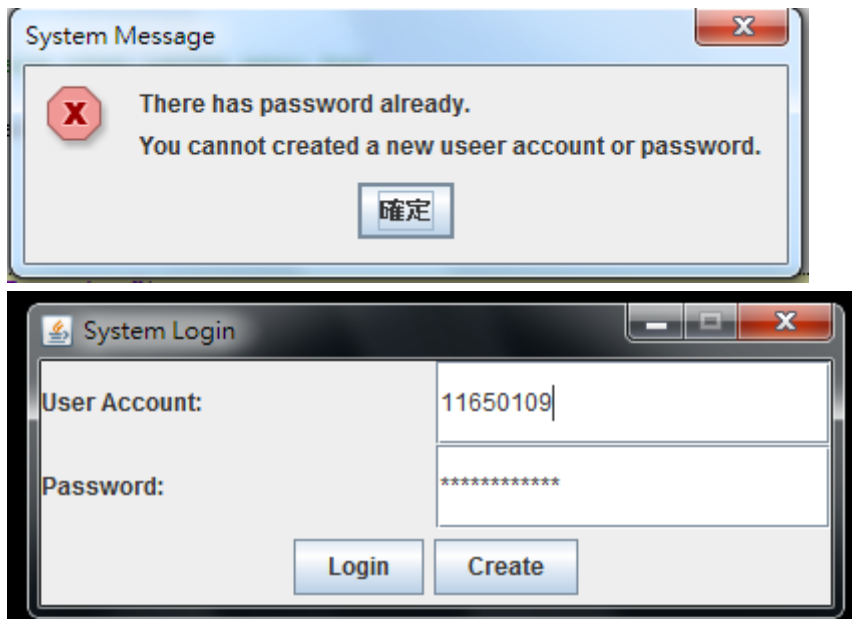 System Message
There has password already.
You cannot created a new useer account or password.
確定
System Login
User Account: 11650109
Password: ************
Login Create